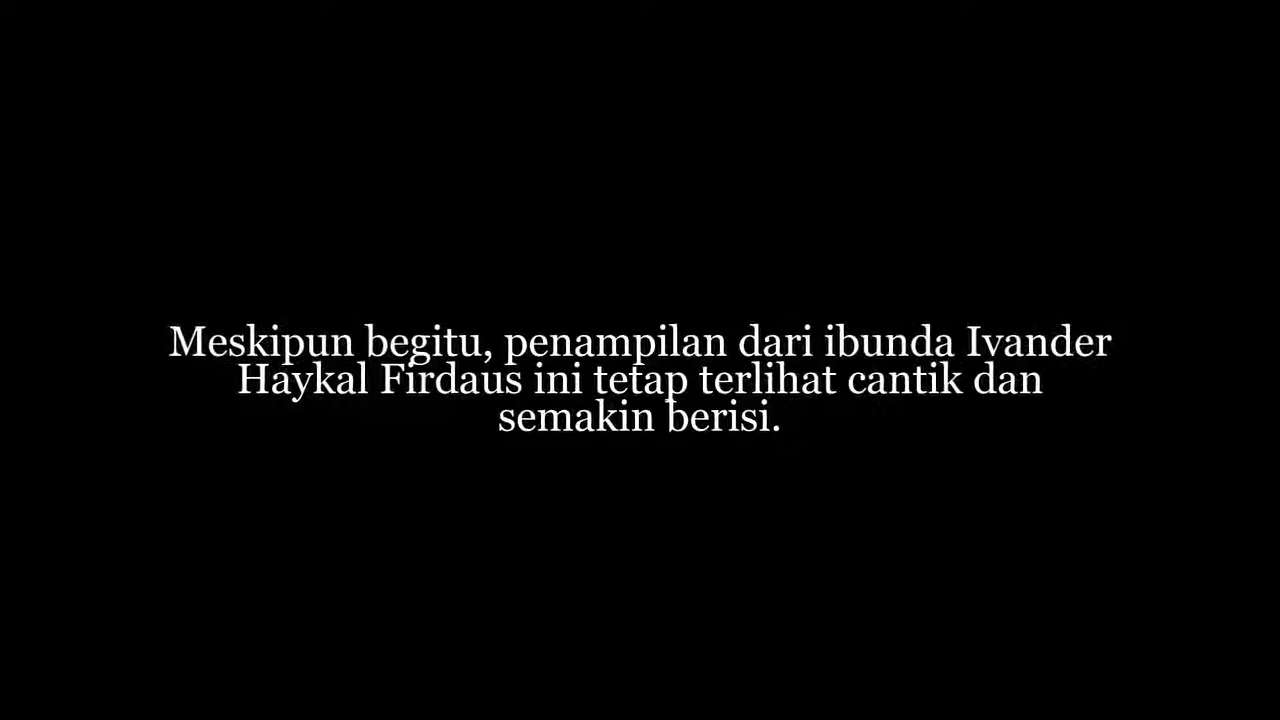 Meskipun begitu, penampilan dari ibunda Ivander
Haykal Firdaus ini tetap terlihat cantik dan
semakin berisi.